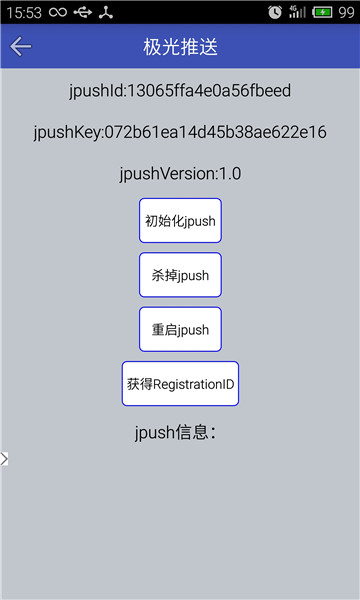 15:53 4G 99
极光推送
jpushId:13065ffa4e0a56fbeed
jpushKey:072b61ea14d45b38ae622e16
jpushVersion:1.0
初始化jpush
杀掉jpush
重启jpush
获得RegistrationID
jpush信息：